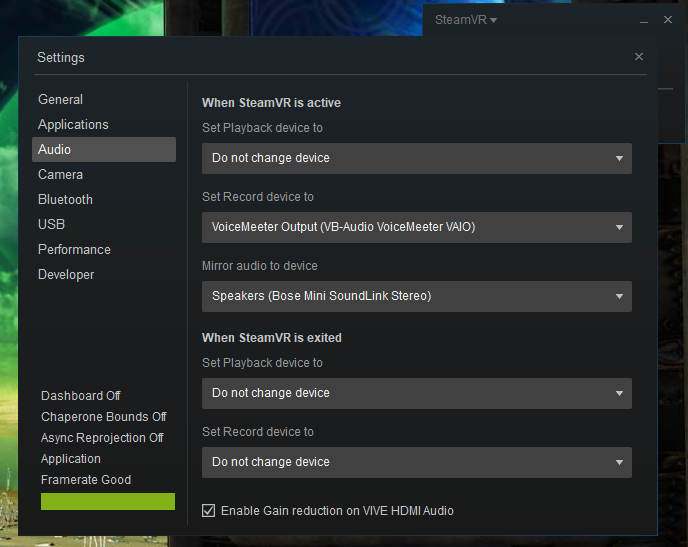 SteamVR
Settings
General
Applications
Audio
Camera
Bluetooth
USB
Performance
Developer
Dashboard Off
Chaperone Bounds Off
Async Reprojection Off
Application
Framerate Good
When SteamVR is active
Set Playback device to
Do not change device
Set Record device to
VoiceMeeter Output (VB-Audio VoiceMeeter VAIO)
Mirror audio to device
Speakers (Bose Mini SoundLink Stereo)
When SteamVR is exited
Set Playback device to
Do not change device
Set Record device to
Do not change device
Enable Gain reduction on VIVE HDMI Audio